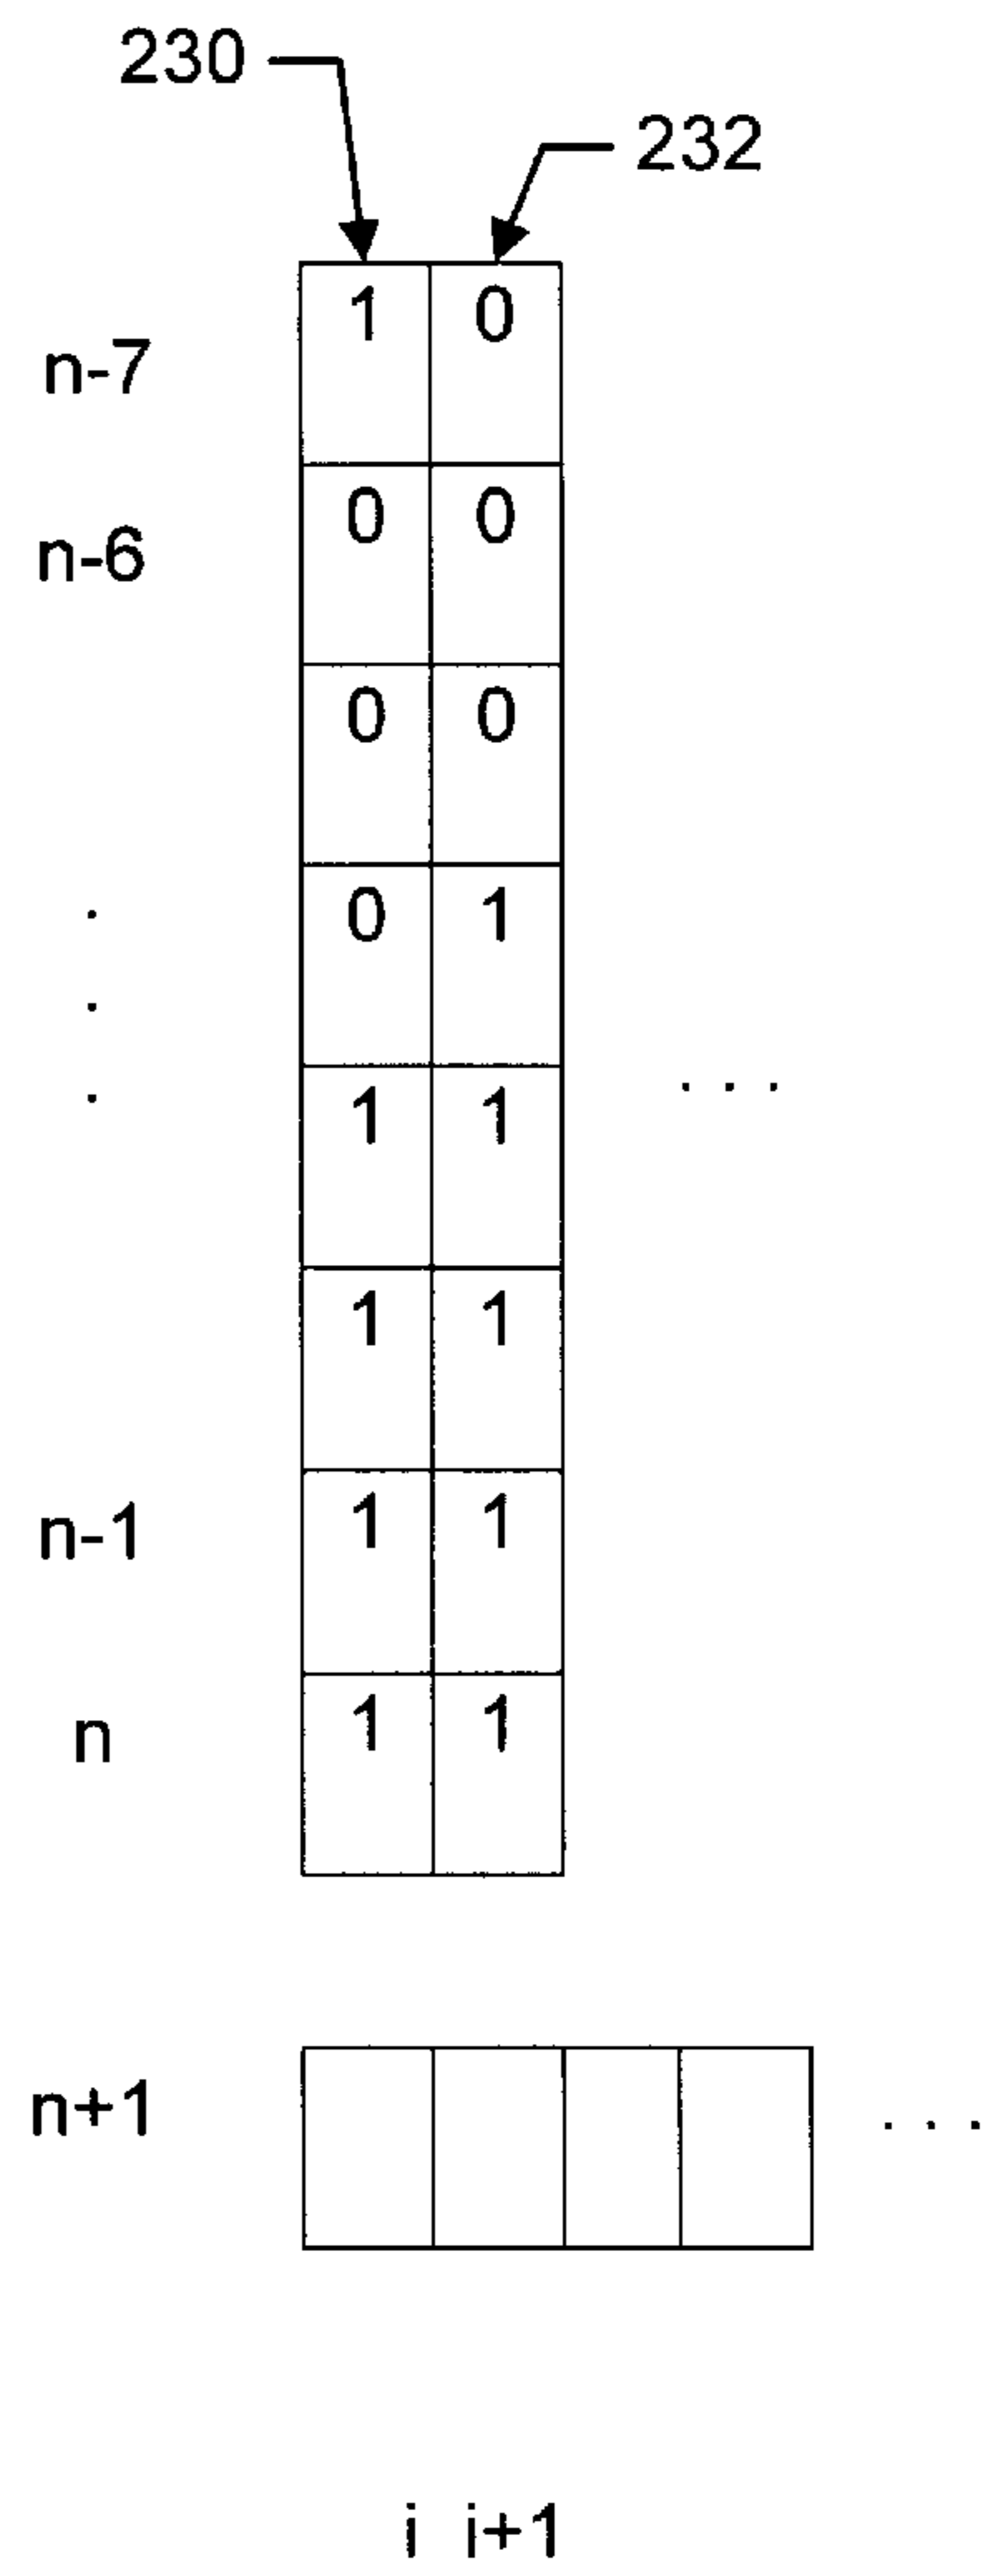 230
232
n-7 1 0
n-6 0 0
0 0
. 0 1
.
. 1 1 . . .
1 1
n-1 1 1
n 1 1
n+1 . . .
i i+1